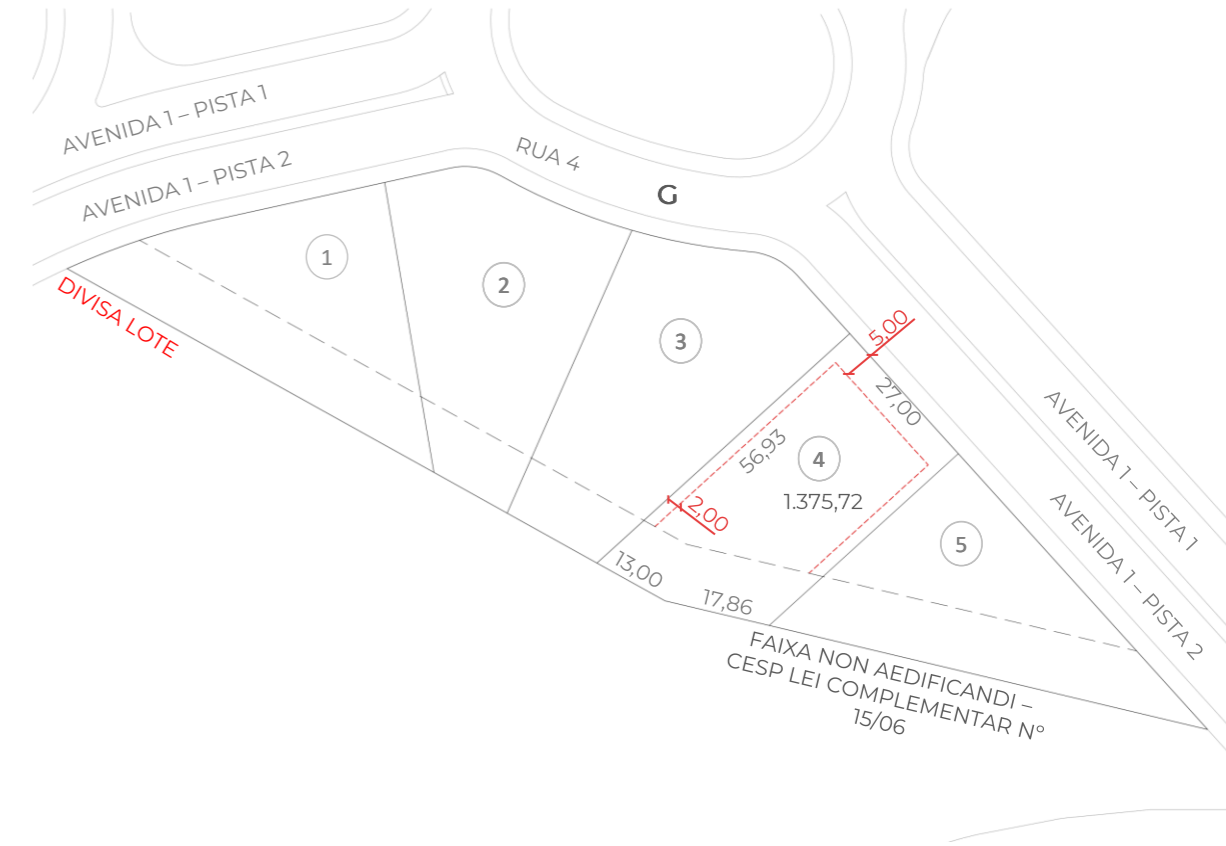 AVENIDA 1 – PISTA 1
AVENIDA 1 – PISTA 2
RUA 4
G
1
2
3
DIVISA LOTE
5,00
27,00
56,93
4
1.375,72
2,00
5
13,00
17,86
AVENIDA 1 – PISTA 1
AVENIDA 1 – PISTA 2
FAIXA NON AEDIFICANDI –
CESP LEI COMPLEMENTAR Nº
15/06